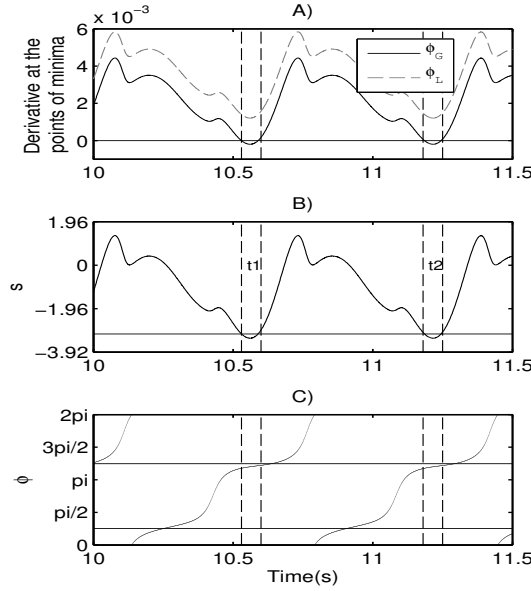 A)
× 10⁻³
Derivative at the
points of minima
6
4
2
0
ϕ_G
ϕ_L
10 10.5 11 11.5
B)
s
1.96
0
−1.96
−3.92
t1 t2
10 10.5 11 11.5
C)
ϕ
2pi
3pi/2
pi
pi/2
0
10 10.5 11 11.5
Time(s)